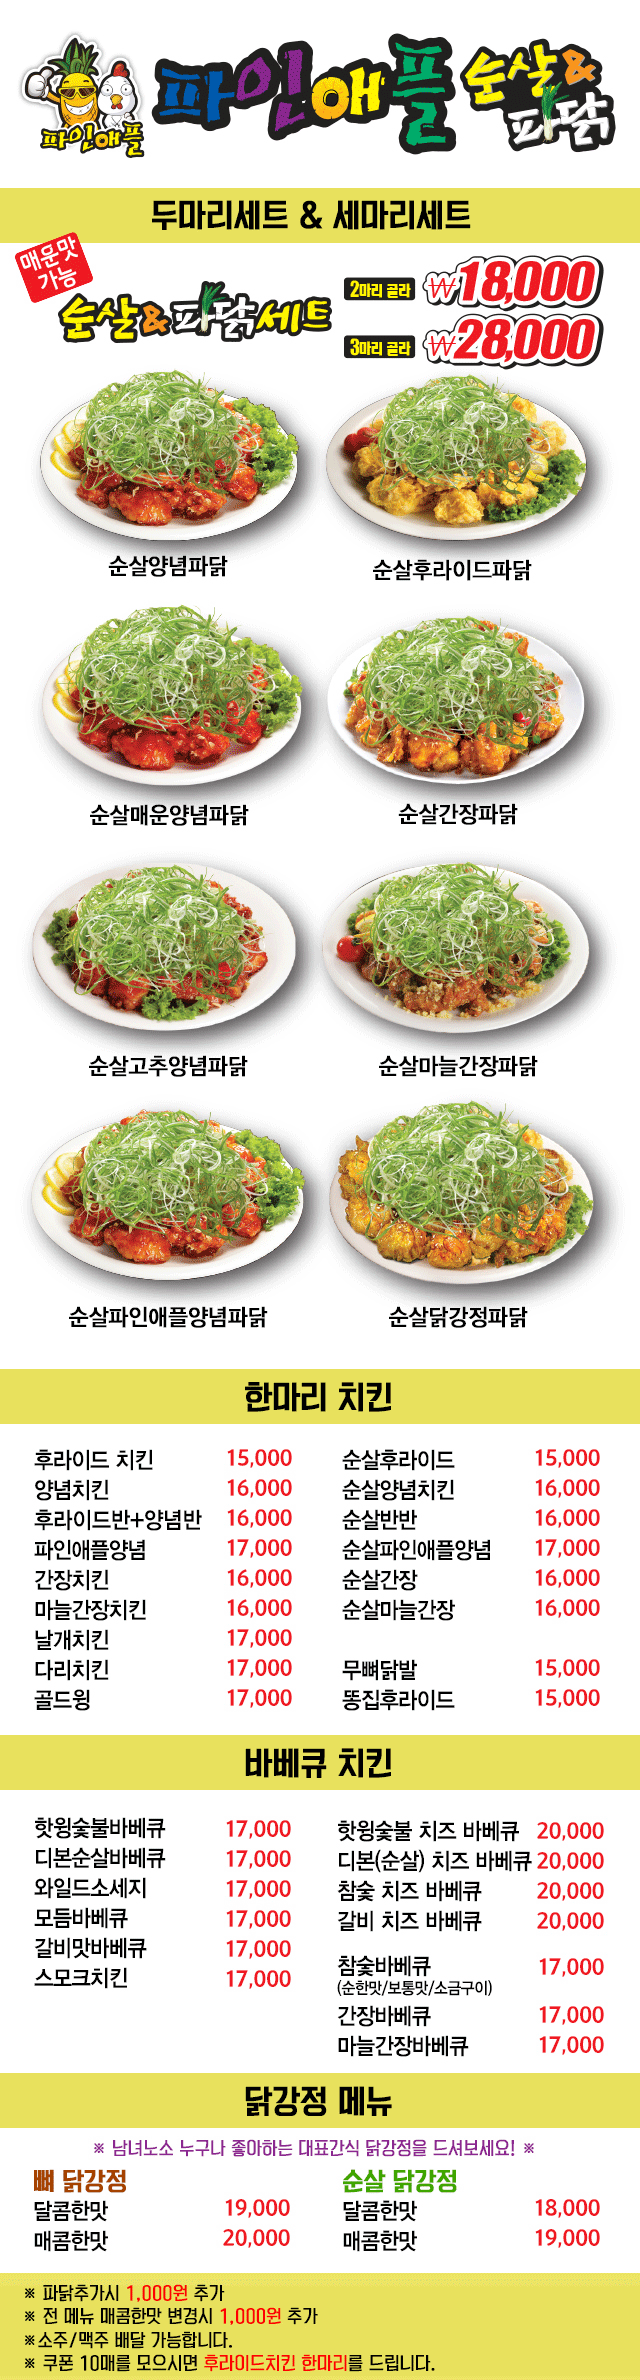 파인애플
파인애플 순살&파닭
두마리세트 & 세마리세트
매운맛
가능
순살&파닭세트
2마리 골라 ₩18,000
3마리 골라 ₩28,000
순살양념파닭
순살후라이드파닭
순살매운양념파닭
순살간장파닭
순살고추양념파닭
순살마늘간장파닭
순살파인애플양념파닭
순살닭강정파닭
한마리 치킨
후라이드 치킨 15,000
양념치킨 16,000
후라이드반+양념반 16,000
파인애플양념 17,000
간장치킨 16,000
마늘간장치킨 16,000
날개치킨 17,000
다리치킨 17,000
골드윙 17,000
순살후라이드 15,000
순살양념치킨 16,000
순살반반 16,000
순살파인애플양념 17,000
순살간장 16,000
순살마늘간장 16,000
무뼈닭발 15,000
똥집후라이드 15,000
바베큐 치킨
핫윙숯불바베큐 17,000
디본순살바베큐 17,000
와일드소세지 17,000
모듬바베큐 17,000
갈비맛바베큐 17,000
스모크치킨 17,000
핫윙숯불 치즈 바베큐 20,000
디본(순살) 치즈 바베큐 20,000
참숯 치즈 바베큐 20,000
갈비 치즈 바베큐 20,000
참숯바베큐 17,000
(순한맛/보통맛/소금구이)
간장바베큐 17,000
마늘간장바베큐 17,000
닭강정 메뉴
※ 남녀노소 누구나 좋아하는 대표간식 닭강정을 드셔보세요! ※
뼈 닭강정
달콤한맛 19,000
매콤한맛 20,000
순살 닭강정
달콤한맛 18,000
매콤한맛 19,000
※ 파닭추가시 1,000원 추가
※ 전 메뉴 매콤한맛 변경시 1,000원 추가
※소주/맥주 배달 가능합니다.
※ 쿠폰 10매를 모으시면 후라이드치킨 한마리를 드립니다.